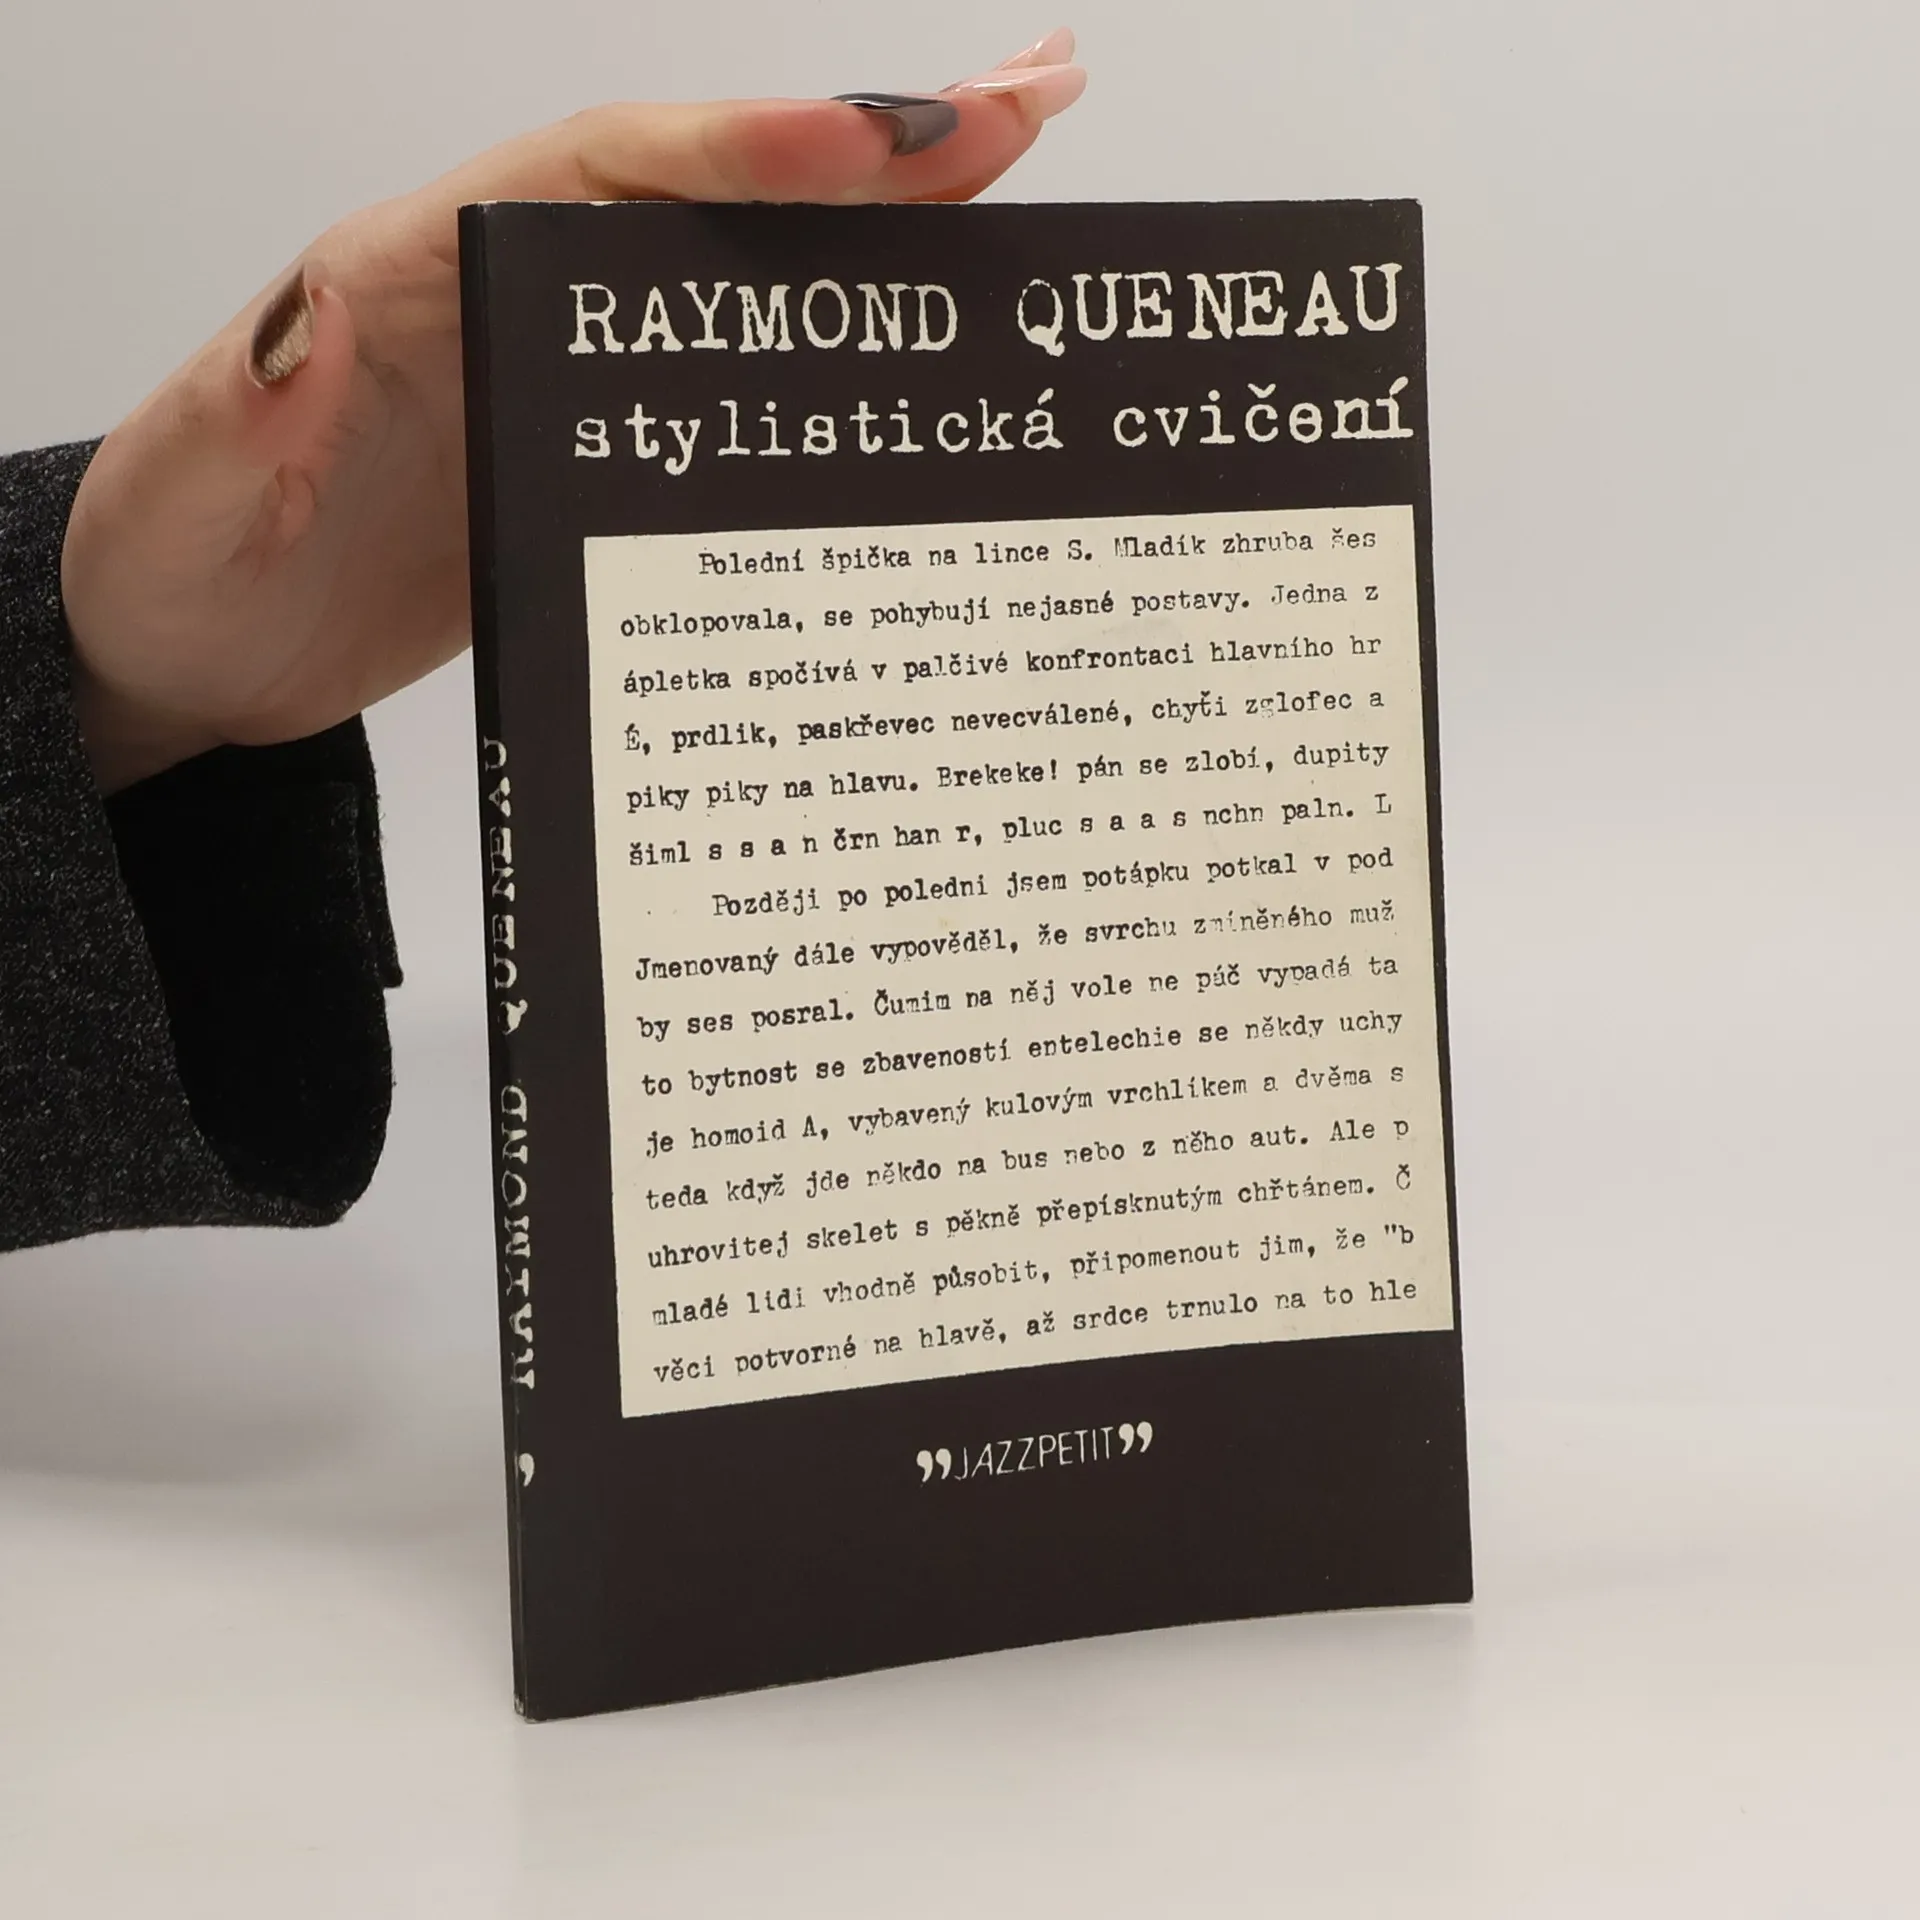 RAYMOND QUENEAU
stylistická cvičení
Polední špička na lince S. Mladík zhruba šes
obklopovala, se pohybují nejasné postavy. Jedna z
ápletka spočívá v palčivé konfrontaci hlavního hr
É, prdlik, paskřevec nevecválené, chyti zglofec a
piky piky na hlavu. Brekeke! pán se zlobí, dupity
šiml s s a n črn han r, pluc s a a s nchn paln. L
Později po poledni jsem potápku potkal v pod
Jmenovaný dále vypověděl, že svrchu zmíněného muž
by ses posral. Čumim na něj vole ne páč vypadá ta
to bytnost se zbaveností entelechie se někdy uchy
je homoid A, vybavený kulovým vrchlíkem a dvěma s
teda když jde někdo na bus nebo z něho aut. Ale p
uhrovitej skelet s pěkně přepísknutým chřtánem. Č
mladé lidi vhodně působit, připomenout jim, že "b
věci potvorné na hlavě, až srdce trnulo na to hle
”JAZZPETIT”
RAYMOND QUENEAU